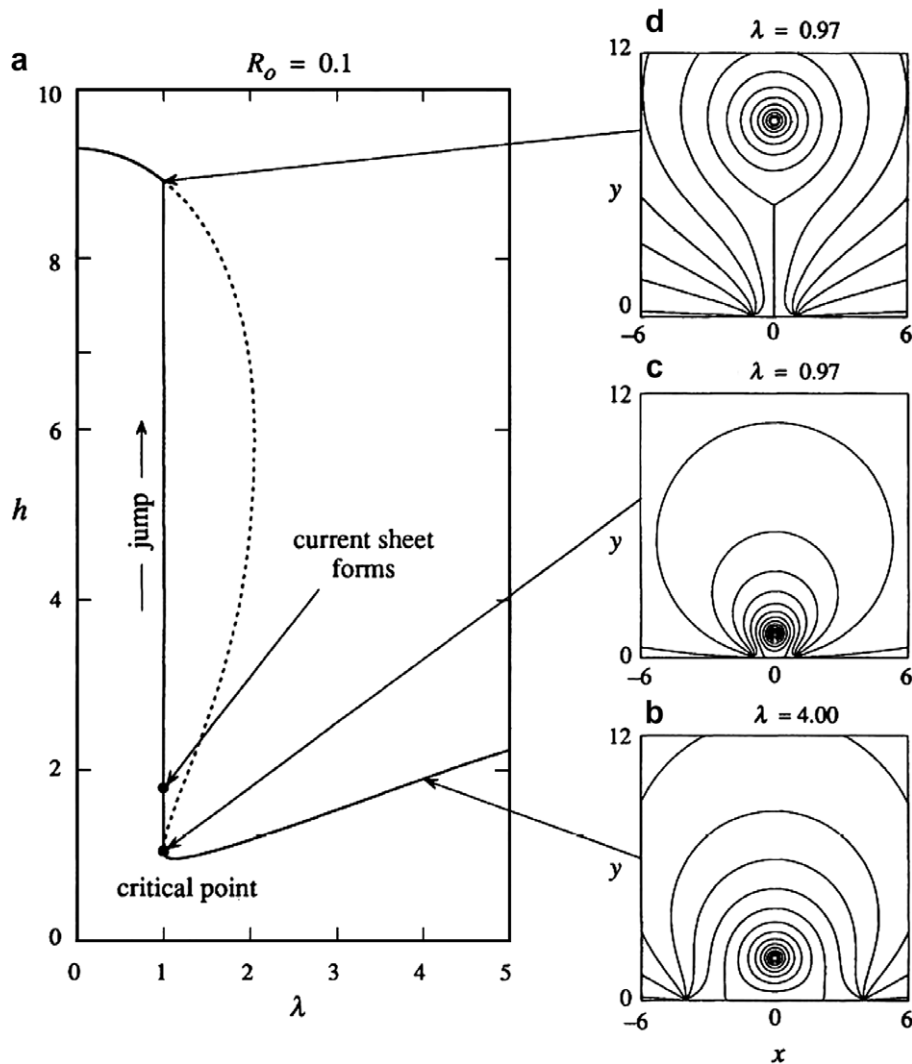 a
R_o = 0.1
10
8
6
4
2
0
h
jump
current sheet
forms
critical point
0 1 2 3 4 5
λ
d
λ = 0.97
12
y
0
−6 0 6
c
λ = 0.97
12
y
0
−6 0 6
b
λ = 4.00
12
y
0
−6 0 6
x